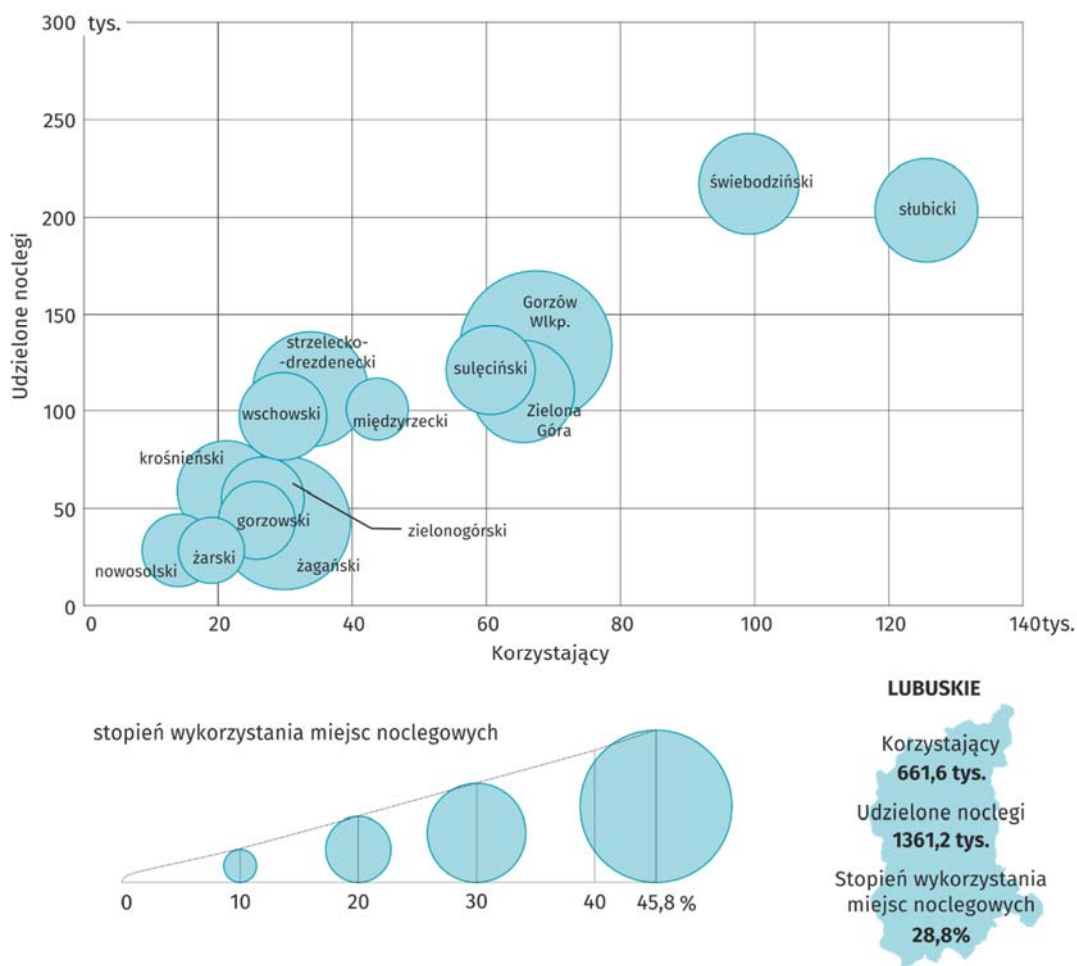 300 tys.
250
200
150
100
50
0
Udzielone noclegi
świebodziński
słubicki
Gorzów
Wlkp.
strzelecko-
-drezdenecki
sulęciński
wschowski
międzyrzecki
Zielona
Góra
krośnieński
gorzowski
zielonogórski
żarski
żagański
nowosolski
0 20 40 60 80 100 120 140 tys.
Korzystający
stopień wykorzystania miejsc noclegowych
0 10 20 30 40 45,8 %
LUBUSKIE
Korzystający
661,6 tys.
Udzielone noclegi
1361,2 tys.
Stopień wykorzystania
miejsc noclegowych
28,8%